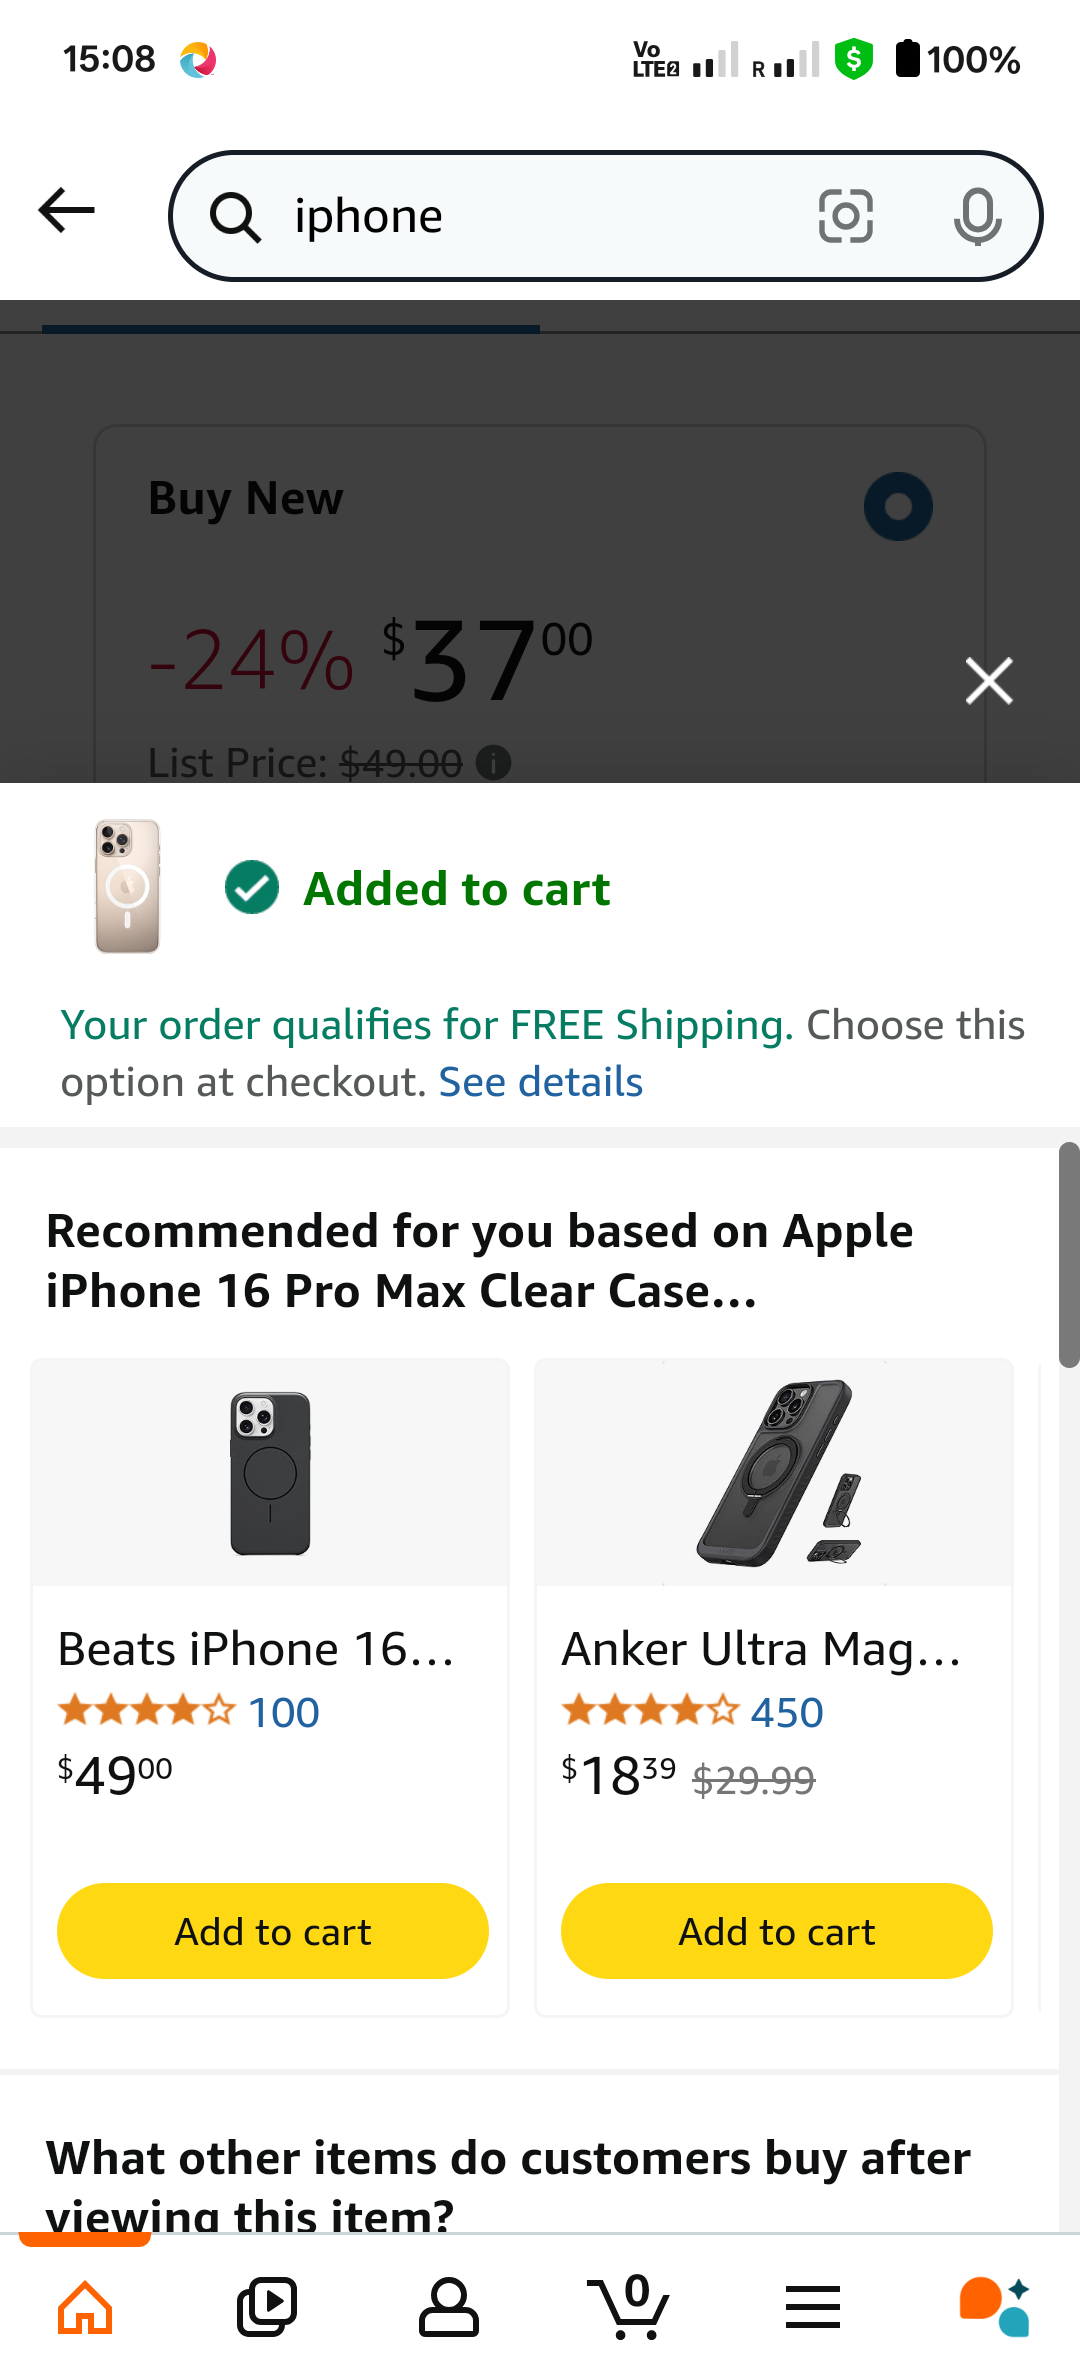 15:08
Vo
LTE2
R
100%
iphone
Buy New
-24% $37 00
List Price: $49.00
Added to cart
Your order qualifies for FREE Shipping. Choose this
option at checkout. See details
Recommended for you based on Apple
iPhone 16 Pro Max Clear Case...
Beats iPhone 16...
100
$49 00
Add to cart
Anker Ultra Mag...
450
$18 39 $29.99
Add to cart
What other items do customers buy after
viewing this item?
0